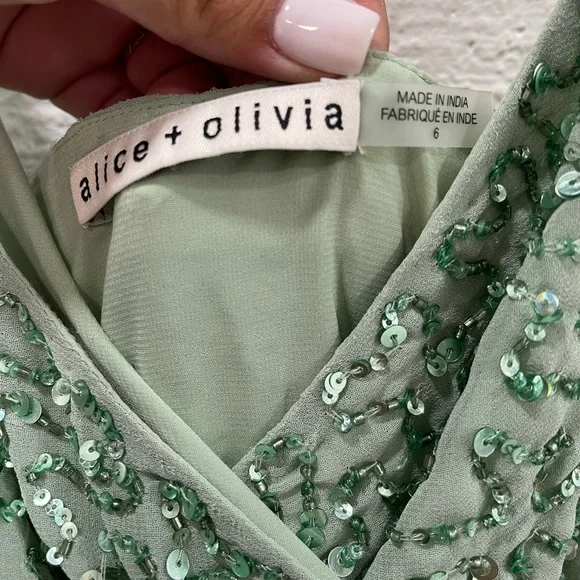 alice + olivia
MADE IN INDIA
FABRIQUÉ EN INDE
6